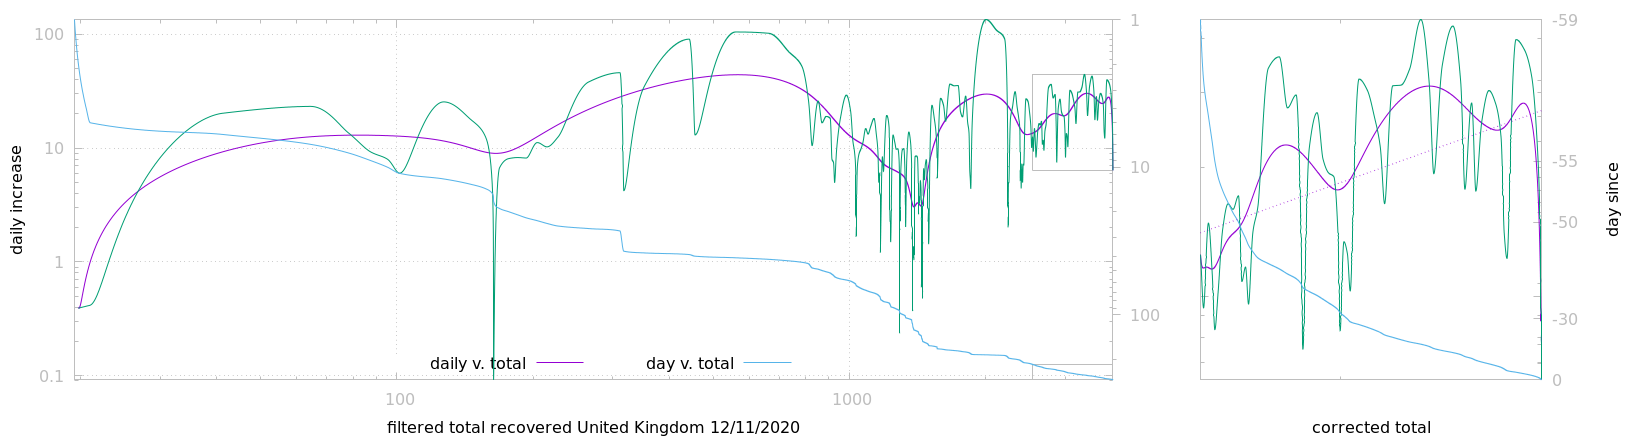 100
10
1
0.1
daily increase
100
1000
1
10
100
daily v. total
day v. total
filtered total recovered United Kingdom 12/11/2020
-59
-55
-50
-30
0
day since
corrected total